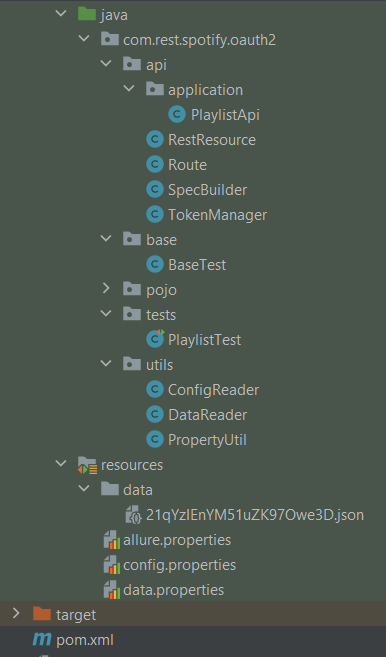 java
com.rest.spotify.oauth2
api
application
PlaylistApi
RestResource
Route
SpecBuilder
TokenManager
base
BaseTest
pojo
tests
PlaylistTest
utils
ConfigReader
DataReader
PropertyUtil
resources
data
21qYzIEnYM51uZK97Owe3D.json
allure.properties
config.properties
data.properties
target
pom.xml